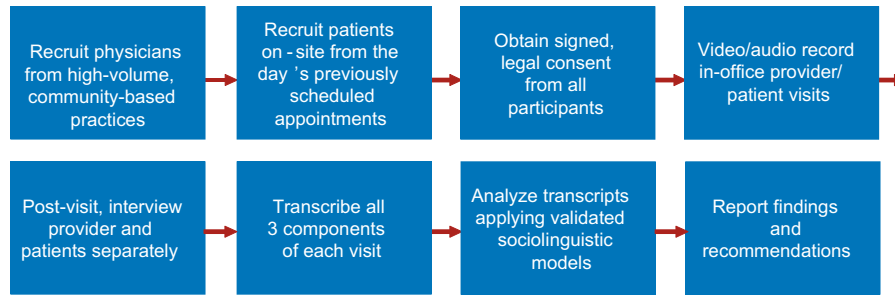 Recruit physicians
from high-volume,
community-based
practices
Recruit patients
on -site from the
day ’s previously
scheduled
appointments
Obtain signed,
legal consent
from all
participants
Video/audio record
in-office provider/
patient visits
Post-visit, interview
provider and
patients separately
Transcribe all
3 components
of each visit
Analyze transcripts
applying validated
sociolinguistic
models
Report findings
and
recommendations